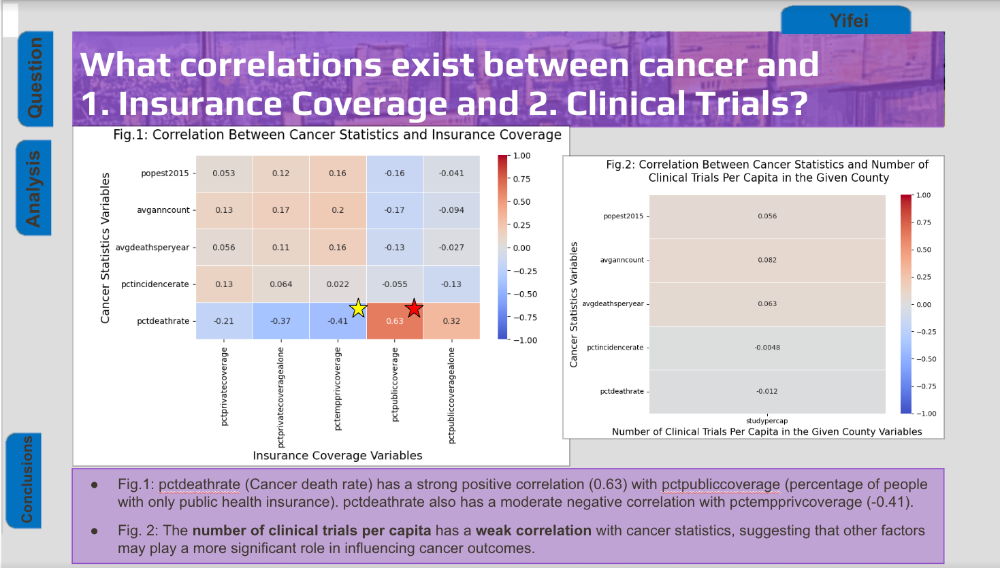 Yifei
Question
Analysis
Conclusions
What correlations exist between cancer and
1. Insurance Coverage and 2. Clinical Trials?
Fig.1: Correlation Between Cancer Statistics and Insurance Coverage
Cancer Statistics Variables
popest2015 0.053 0.12 0.16 -0.16 -0.041
avganncount 0.13 0.17 0.2 -0.17 -0.094
avgdeathsperyear 0.056 0.11 0.16 -0.13 -0.027
pctincidencerate 0.13 0.064 0.022 -0.055 -0.13
pctdeathrate -0.21 -0.37 -0.41 0.63 0.32
pctprivatecoverage
pctprivatecoveragealone
pctempprivcoverage
pctpubliccoverage
pctpubliccoveragealone
Insurance Coverage Variables
1.00
0.75
0.50
0.25
0.00
−0.25
−0.50
−0.75
−1.00
Fig.2: Correlation Between Cancer Statistics and Number of
Clinical Trials Per Capita in the Given County
Cancer Statistics Variables
popest2015 0.056
avganncount 0.082
avgdeathsperyear 0.063
pctincidencerate -0.0048
pctdeathrate -0.012
studypercap
Number of Clinical Trials Per Capita in the Given County Variables
1.00
0.75
0.50
0.25
0.00
−0.25
−0.50
−0.75
−1.00
● Fig.1: pctdeathrate (Cancer death rate) has a strong positive correlation (0.63) with pctpubliccoverage (percentage of people
with only public health insurance). pctdeathrate also has a moderate negative correlation with pctempprivcoverage (-0.41).
● Fig. 2: The number of clinical trials per capita has a weak correlation with cancer statistics, suggesting that other factors
may play a more significant role in influencing cancer outcomes.